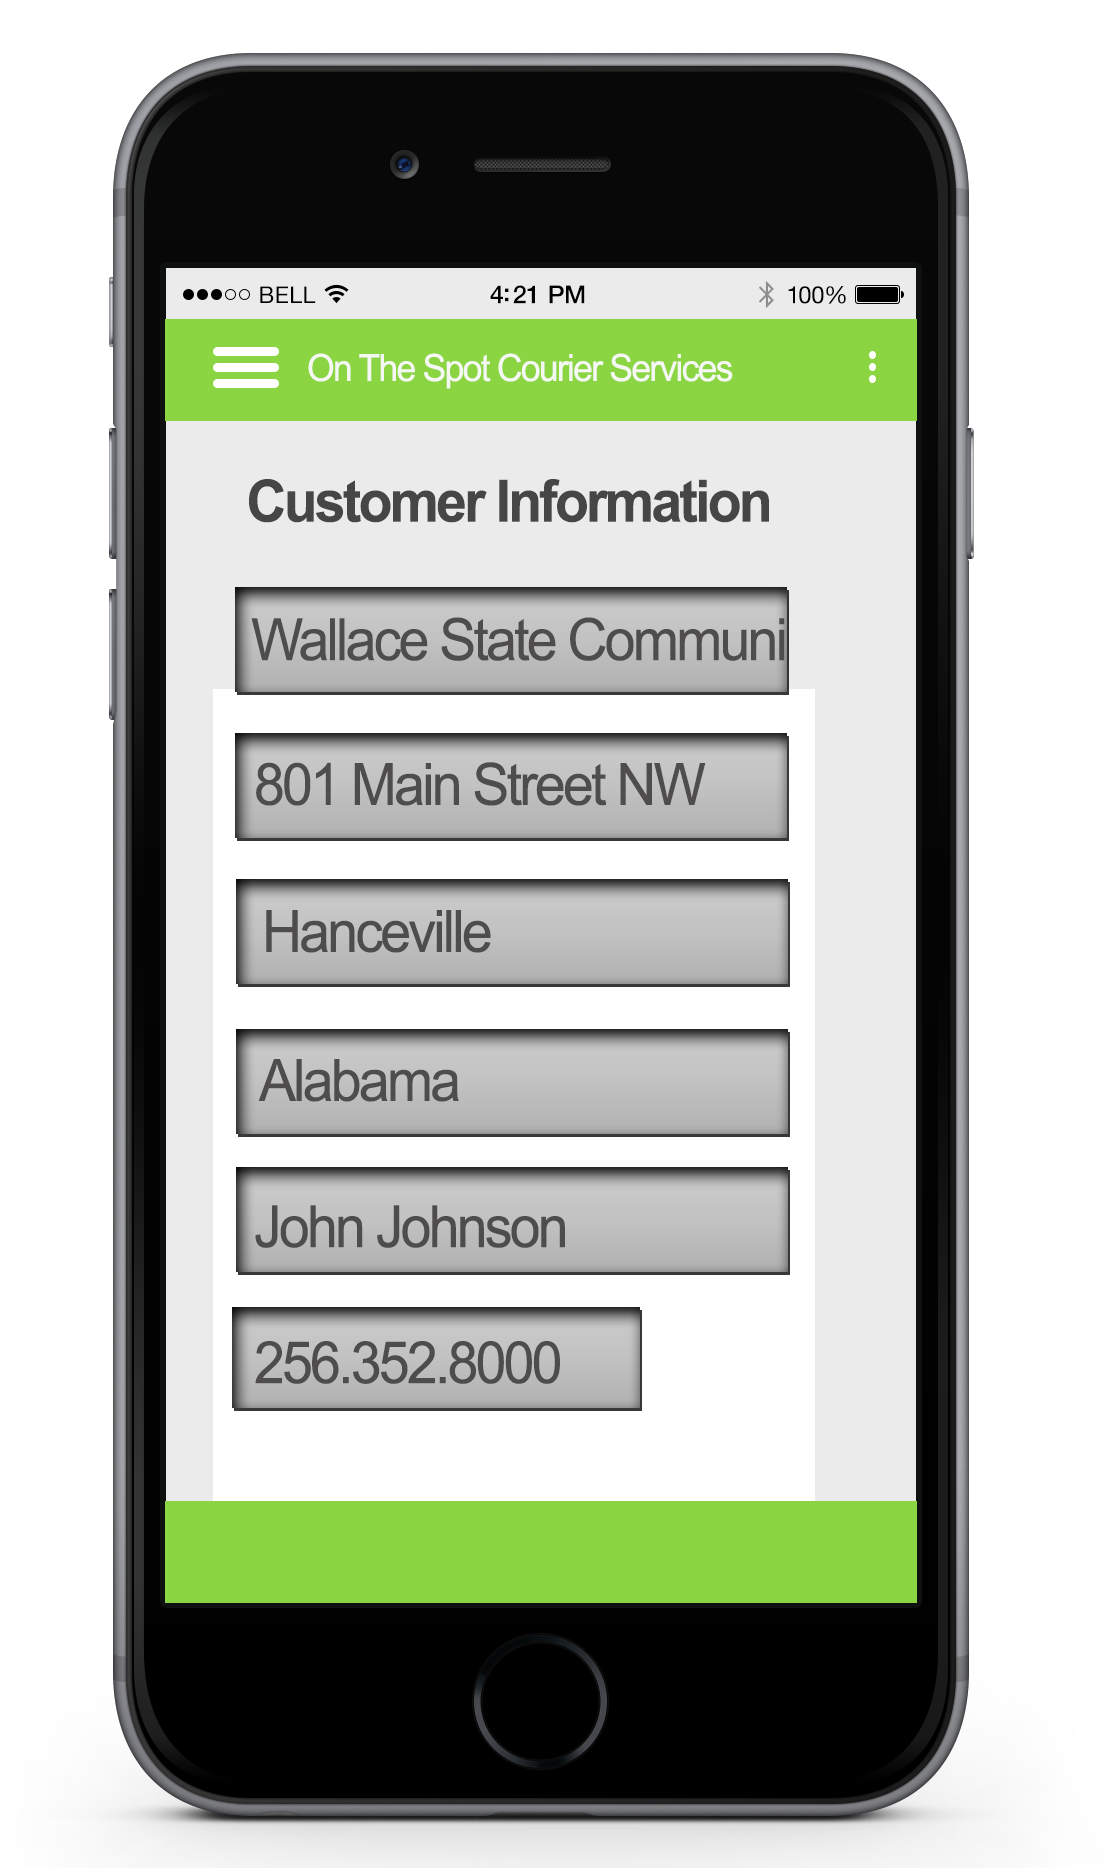 ●●●○○ BELL 4:21 PM 100%
On The Spot Courier Services
Customer Information
Wallace State Communi
801 Main Street NW
Hanceville
Alabama
John Johnson
256.352.8000